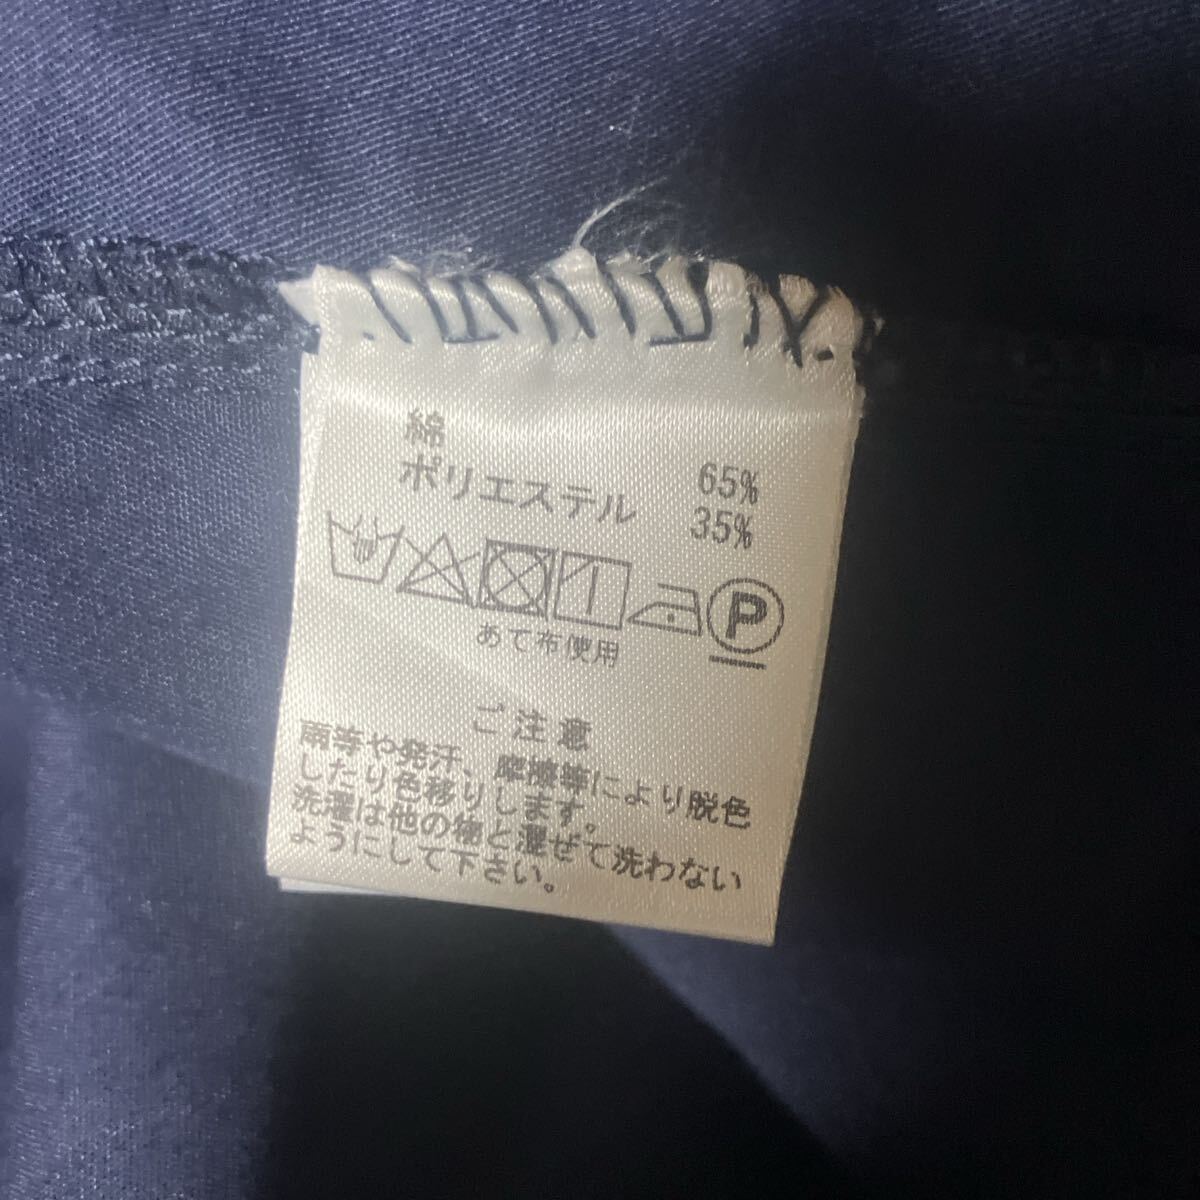 綿 65%
ポリエステル 35%
P
あて布使用
ご注意
雨等や発汗、摩擦等により脱色
したり色移りします。
洗濯は他の物と混ぜて洗わない
ようにして下さい。